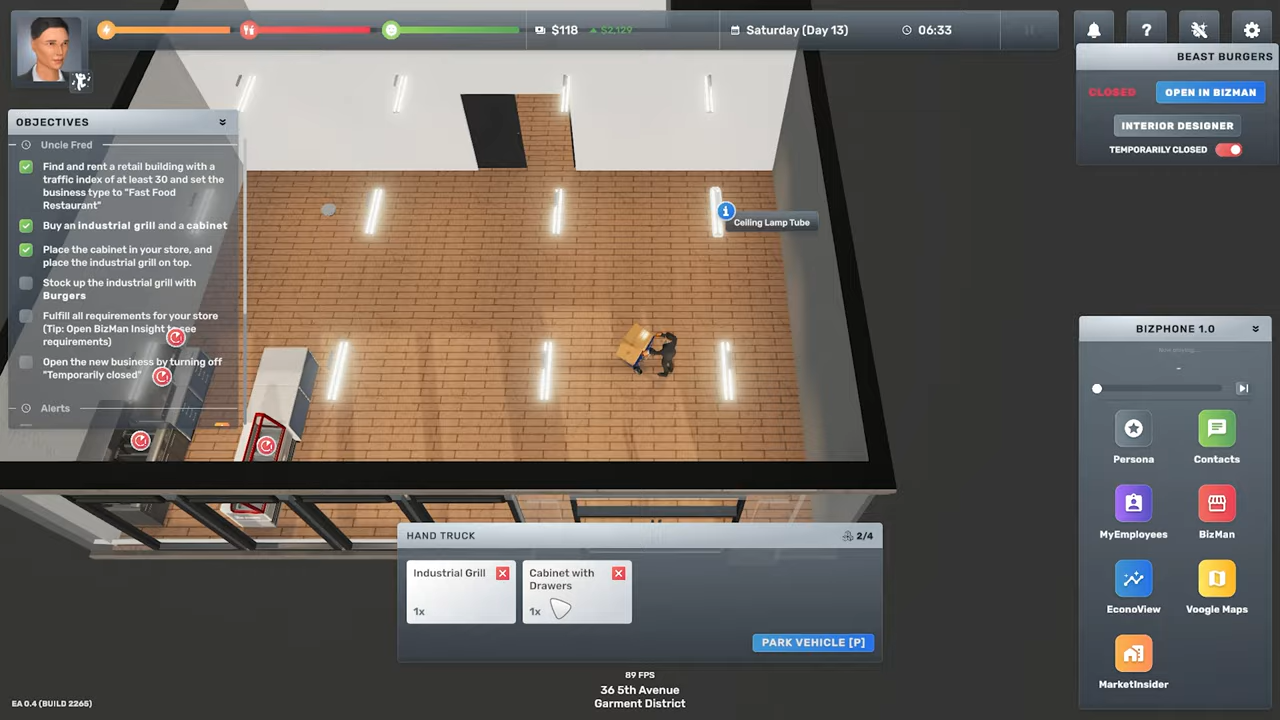 $118
$2.129
Saturday (Day 13)
06:33
?
BEAST BURGERS
CLOSED
OPEN IN BIZMAN
INTERIOR DESIGNER
TEMPORARILY CLOSED
OBJECTIVES
Uncle Fred
Find and rent a retail building with a
traffic index of at least 30 and set the
business type to "Fast Food
Restaurant"
Buy an industrial grill and a cabinet
Place the cabinet in your store, and
place the industrial grill on top.
Stock up the industrial grill with
Burgers
Fulfill all requirements for your store
(Tip: Open BizMan Insight to see
requirements)
Open the new business by turning off
"Temporarily closed"
Alerts
Ceiling Lamp Tube
BIZPHONE 1.0
Now playing...
-
Persona
Contacts
MyEmployees
BizMan
EconoView
Voogle Maps
MarketInsider
HAND TRUCK
2/4
Industrial Grill
1x
Cabinet with
Drawers
1x
PARK VEHICLE [P]
89 FPS
36 5th Avenue
Garment District
EA 0.4 (BUILD 2265)